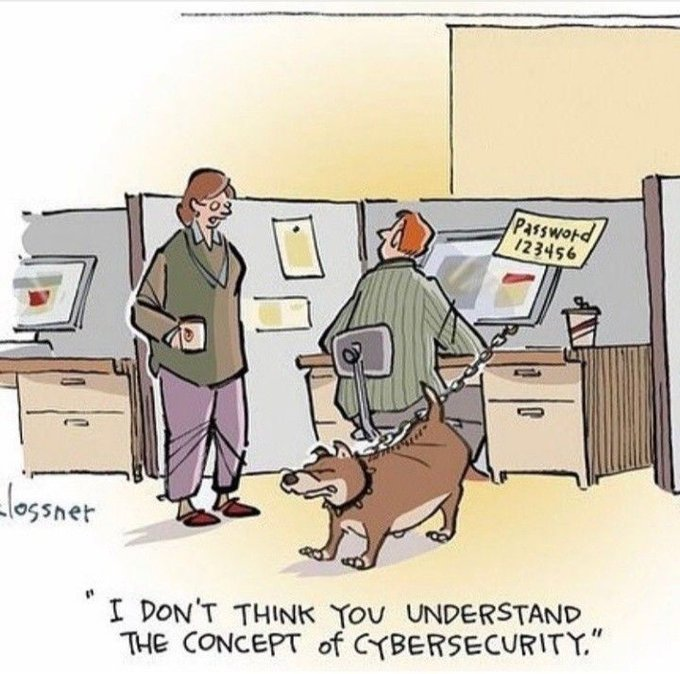 Password
123456
Klossner
" I DON'T THINK YOU UNDERSTAND
THE CONCEPT of CYBERSECURITY."